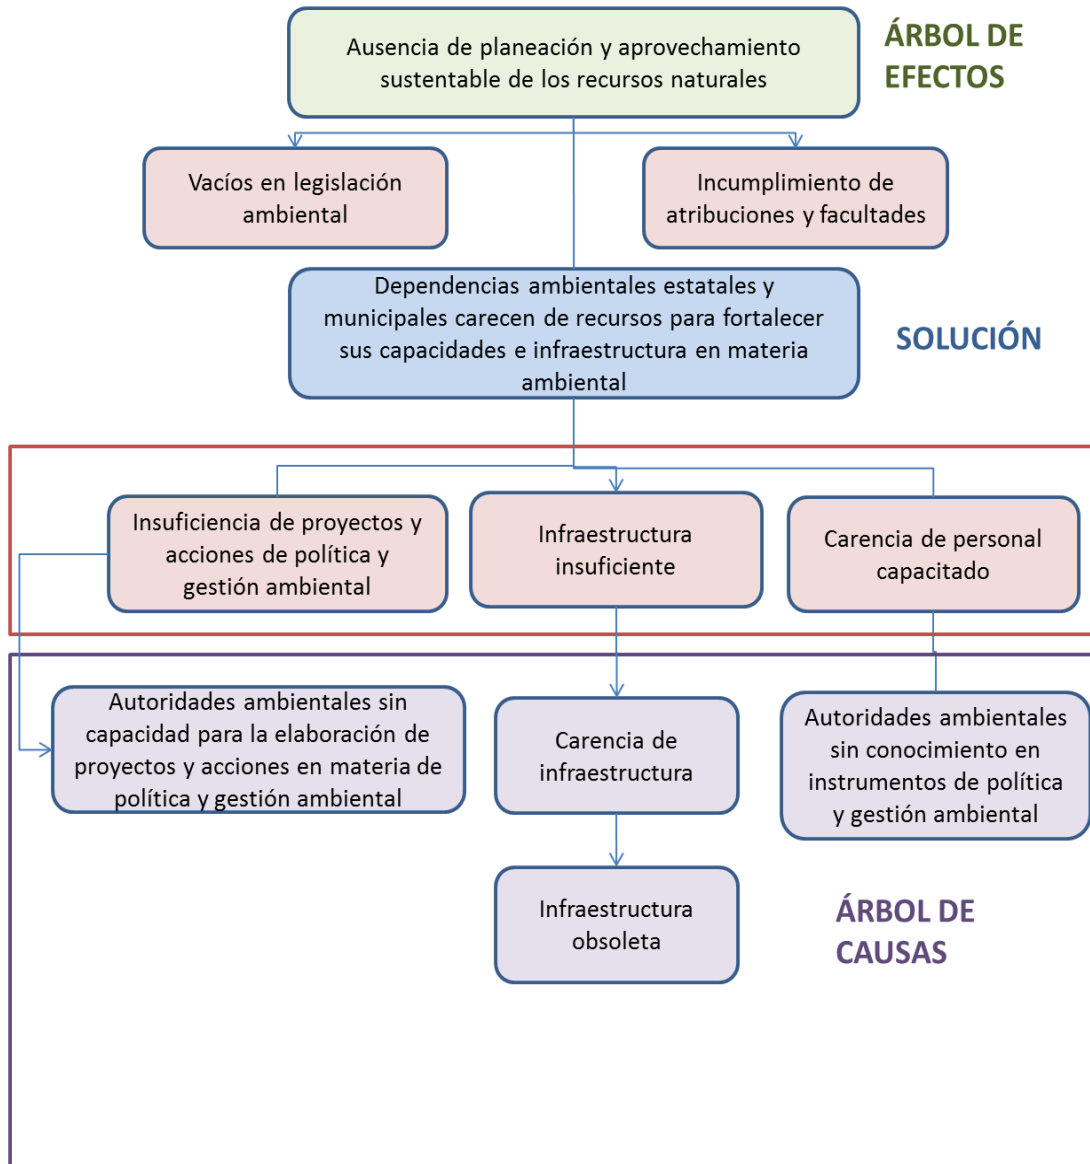 Ausencia de planeación y aprovechamiento
sustentable de los recursos naturales
ÁRBOL DE
EFECTOS
Vacíos en legislación
ambiental
Incumplimiento de
atribuciones y facultades
Dependencias ambientales estatales y
municipales carecen de recursos para fortalecer
sus capacidades e infraestructura en materia
ambiental
SOLUCIÓN
Insuficiencia de proyectos y
acciones de política y
gestión ambiental
Infraestructura
insuficiente
Carencia de personal
capacitado
Autoridades ambientales sin
capacidad para la elaboración de
proyectos y acciones en materia de
política y gestión ambiental
Carencia de
infraestructura
Autoridades ambientales
sin conocimiento en
instrumentos de política
y gestión ambiental
Infraestructura
obsoleta
ÁRBOL DE
CAUSAS